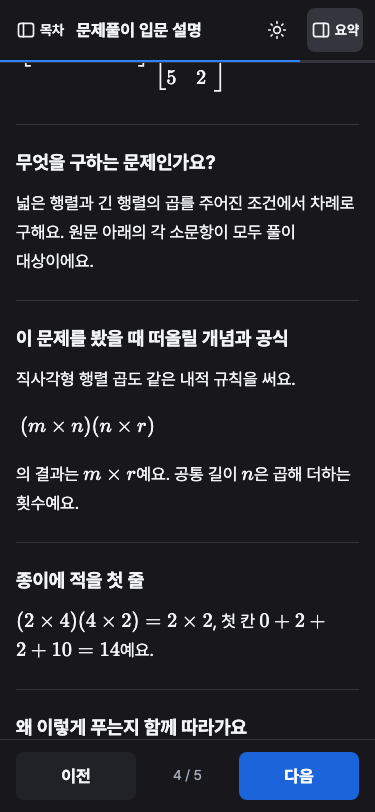 목차 문제풀이 입문 설명 요약
5 2
무엇을 구하는 문제인가요?
넓은 행렬과 긴 행렬의 곱를 주어진 조건에서 차례로
구해요. 원문 아래의 각 소문항이 모두 풀이
대상이에요.
이 문제를 봤을 때 떠올릴 개념과 공식
직사각형 행렬 곱도 같은 내적 규칙을 써요.
(m × n)(n × r)
의 결과는 m × r예요. 공통 길이 n은 곱해 더하는
횟수예요.
종이에 적을 첫 줄
(2 × 4)(4 × 2) = 2 × 2, 첫 칸 0 + 2 +
2 + 10 = 14예요.
왜 이렇게 푸는지 함께 따라가요
이전 4 / 5 다음